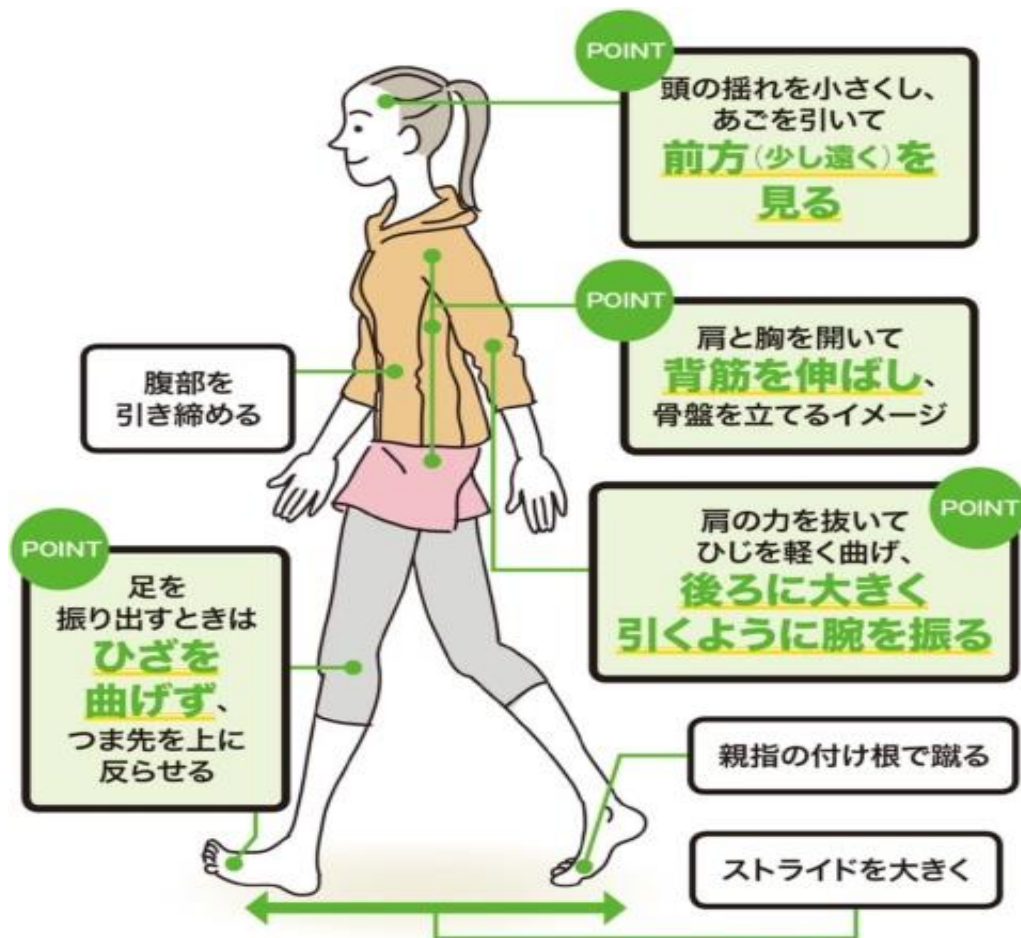 POINT
頭の揺れを小さくし、
あごを引いて
前方（少し遠く）を
見る
POINT
肩と胸を開いて
背筋を伸ばし、
骨盤を立てるイメージ
腹部を
引き締める
POINT
肩の力を抜いて
ひじを軽く曲げ、
後ろに大きく
引くように腕を振る
POINT
足を
振り出すときは
ひざを
曲げず、
つま先を上に
反らせる
親指の付け根で蹴る
ストライドを大きく